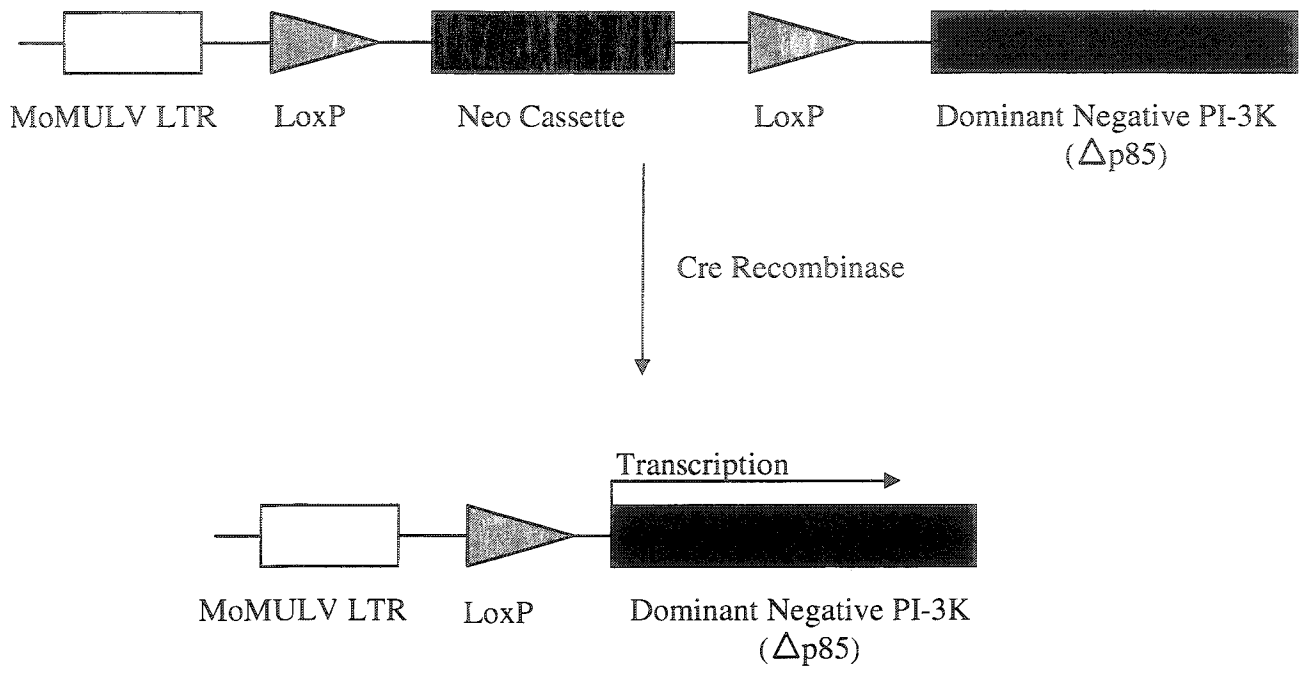 MoMULV LTR LoxP Neo Cassette LoxP Dominant Negative PI-3K
(Δp85)
Cre Recombinase
Transcription
MoMULV LTR LoxP Dominant Negative PI-3K
(Δp85)